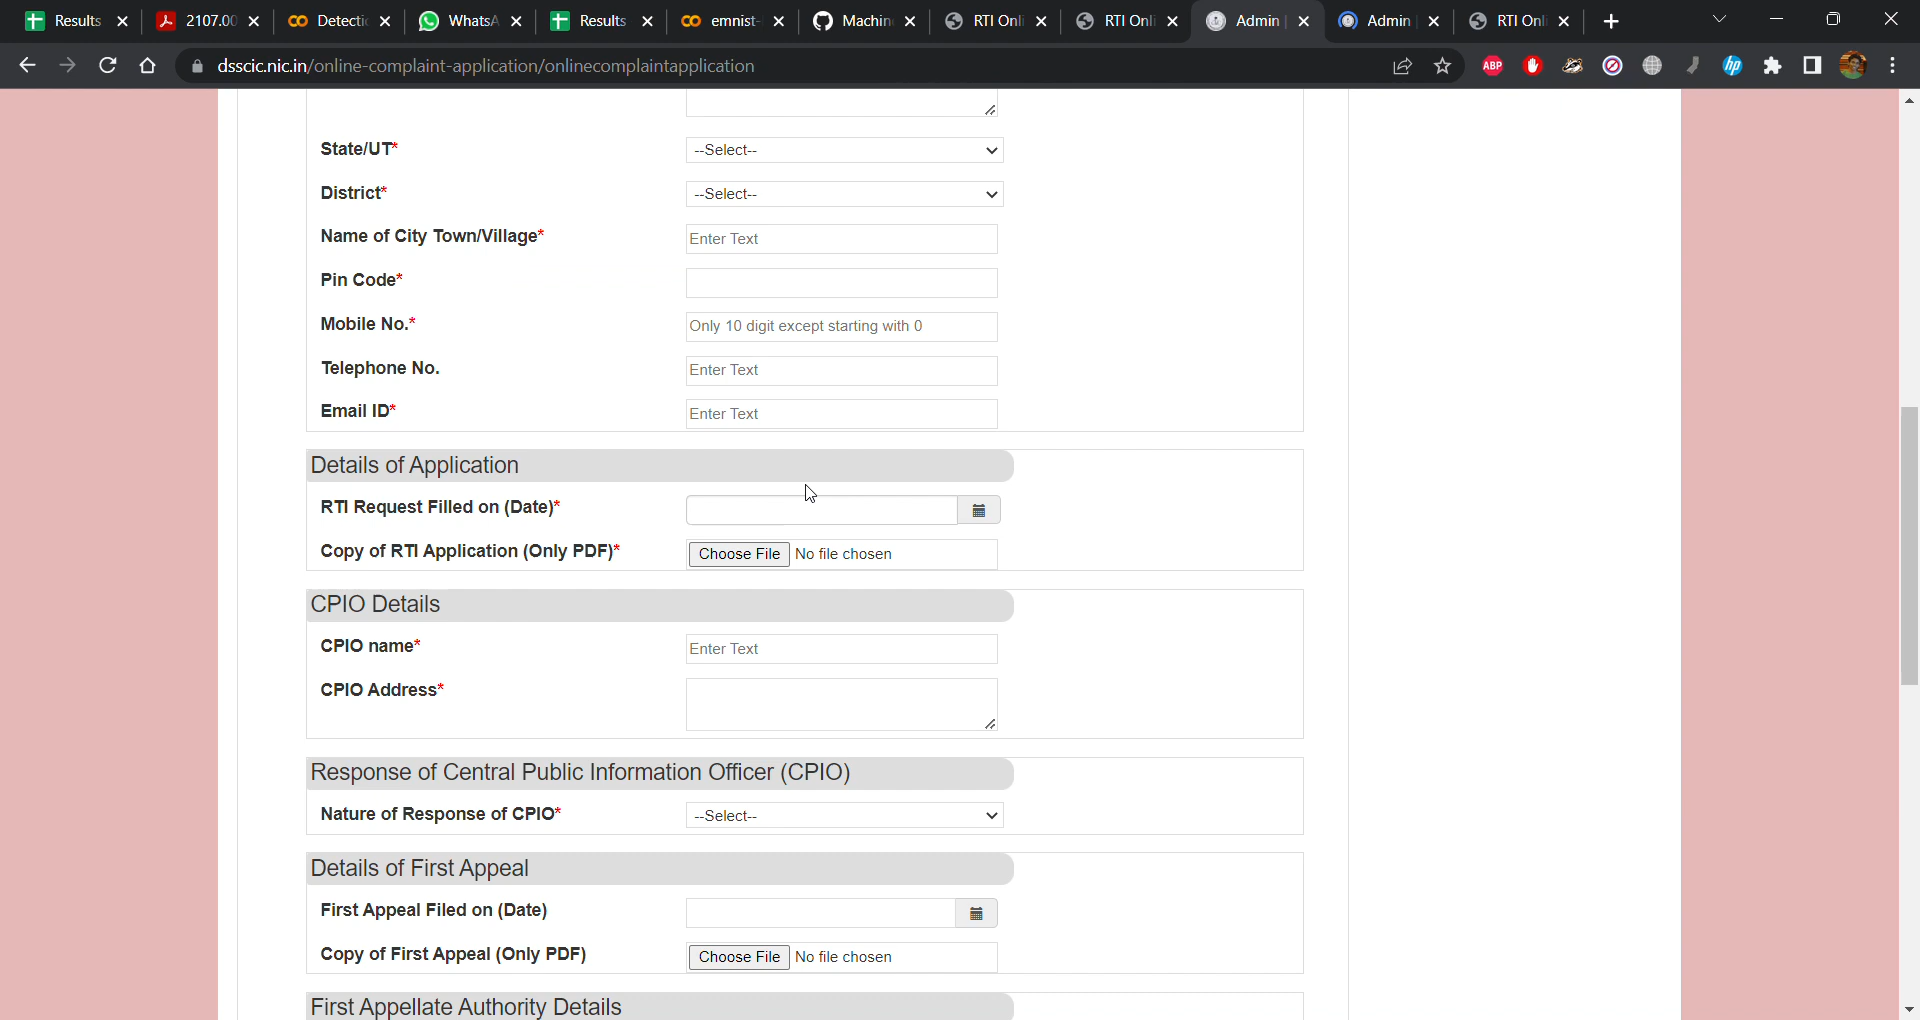 Results
2107.00
Detecti
WhatsA
Results
emnist-
Machin
RTI Onli
RTI Onli
Admin
Admin
RTI Onli
dsscic.nic.in/online-complaint-application/onlinecomplaintapplication
ABP
hp
State/UT* --Select--
District* --Select--
Name of City Town/Village* Enter Text
Pin Code*
Mobile No.* Only 10 digit except starting with 0
Telephone No. Enter Text
Email ID* Enter Text
Details of Application
RTI Request Filled on (Date)*
Copy of RTI Application (Only PDF)* Choose File No file chosen
CPIO Details
CPIO name* Enter Text
CPIO Address*
Response of Central Public Information Officer (CPIO)
Nature of Response of CPIO* --Select--
Details of First Appeal
First Appeal Filed on (Date)
Copy of First Appeal (Only PDF) Choose File No file chosen
First Appellate Authority Details